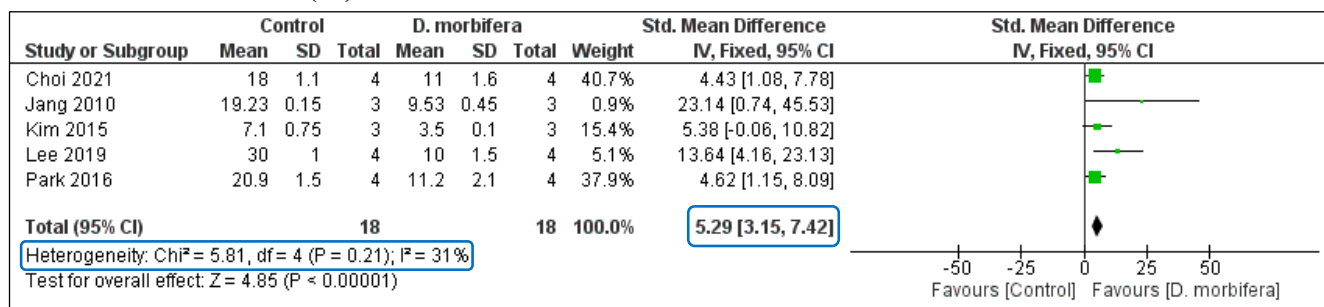 Control D. morbifera Std. Mean Difference Std. Mean Difference
Study or Subgroup Mean SD Total Mean SD Total Weight IV, Fixed, 95% CI IV, Fixed, 95% CI
Choi 2021 18 1.1 4 11 1.6 4 40.7% 4.43 [1.08, 7.78]
Jang 2010 19.23 0.15 3 9.53 0.45 3 0.9% 23.14 [0.74, 45.53]
Kim 2015 7.1 0.75 3 3.5 0.1 3 15.4% 5.38 [-0.06, 10.82]
Lee 2019 30 1 4 10 1.5 4 5.1% 13.64 [4.16, 23.13]
Park 2016 20.9 1.5 4 11.2 2.1 4 37.9% 4.62 [1.15, 8.09]
Total (95% CI) 18 18 100.0% 5.29 [3.15, 7.42]
Heterogeneity: Chi² = 5.81, df = 4 (P = 0.21); I² = 31%
Test for overall effect: Z = 4.85 (P < 0.00001)
-50 -25 0 25 50
Favours [Control] Favours [D. morbifera]